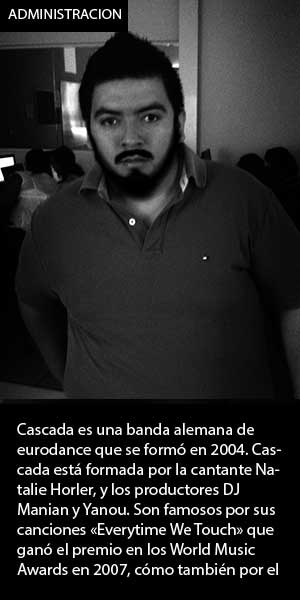 ADMINISTRACION
Cascada es una banda alemana de
eurodance que se formó en 2004. Cas-
cada está formada por la cantante Na-
talie Horler, y los productores DJ
Manian y Yanou. Son famosos por sus
canciones «Everytime We Touch» que
ganó el premio en los World Music
Awards en 2007, cómo también por el